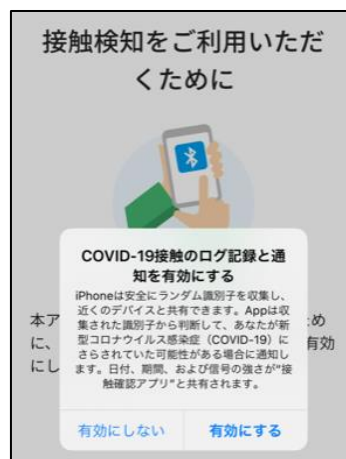 接触検知をご利用いただ
くために
COVID-19接触のログ記録と通
知を有効にする
iPhoneは安全にランダム識別子を収集し、
近くのデバイスと共有できます。Appは収
集された識別子から判断して、あなたが新
型コロナウイルス感染症（COVID-19）に
さらされていた可能性がある場合に通知し
ます。日付、期間、および信号の強さが“接
触確認アプリ”と共有されます。
本ア
め
に、
有効
にし
有効にしない
有効にする